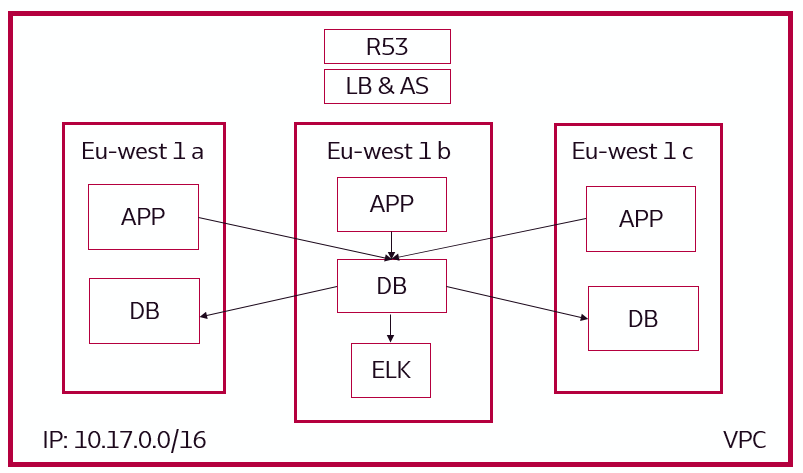 R53
LB & AS
Eu-west 1 a
APP
DB
Eu-west 1 b
APP
DB
ELK
Eu-west 1 c
APP
DB
IP: 10.17.0.0/16
VPC